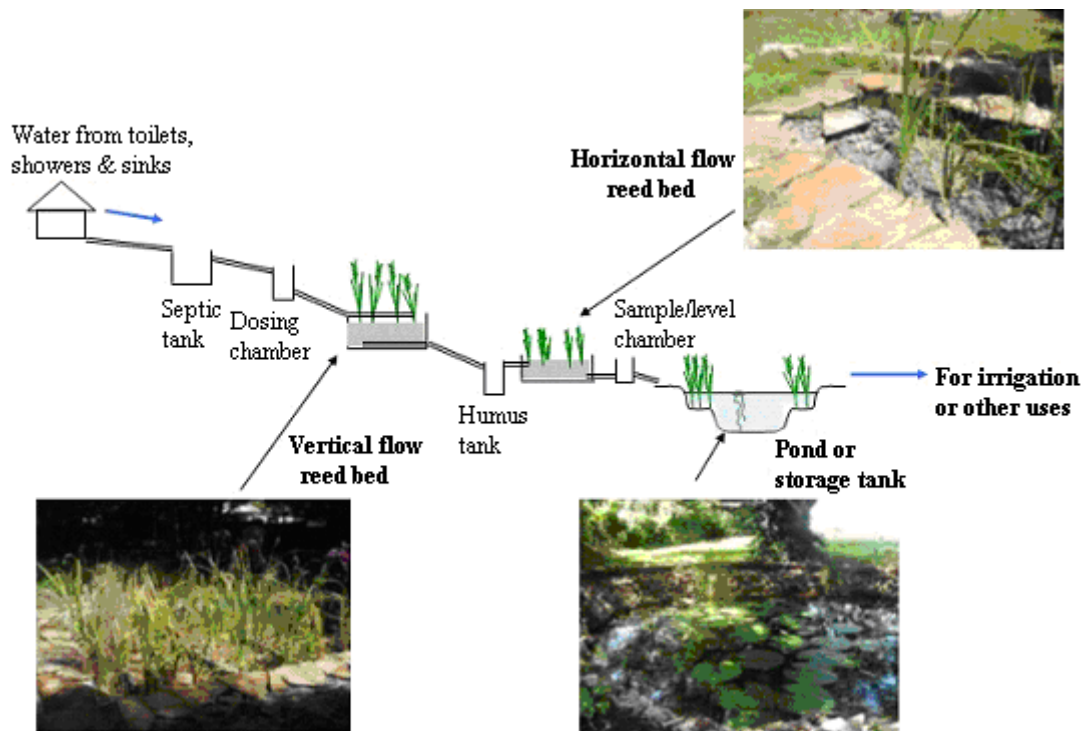 Water from toilets,
showers & sinks
Horizontal flow
reed bed
Septic
tank
Dosing
chamber
Sample/level
chamber
Humus
tank
For irrigation
or other uses
Vertical flow
reed bed
Pond or
storage tank